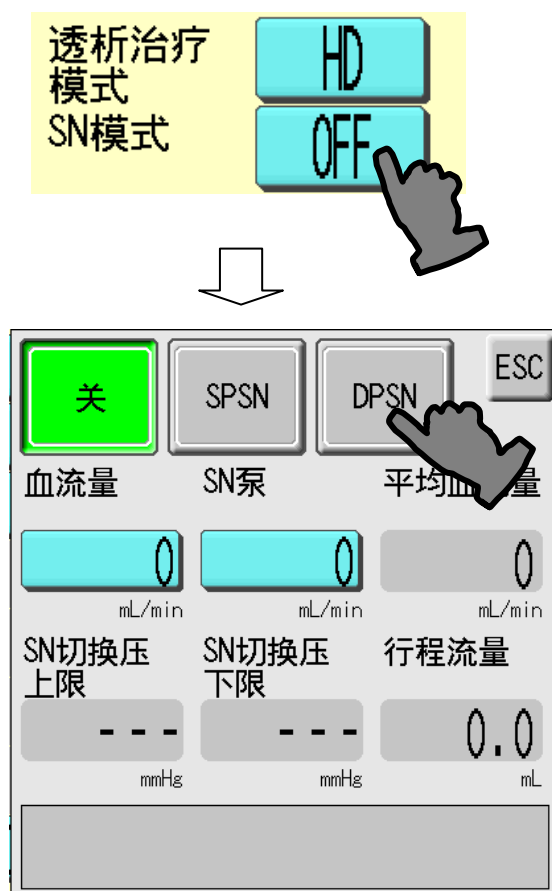 透析治疗
模式
HD
SN模式
OFF
关
SPSN
DPSN
ESC
血流量
SN泵
平均血流量
0
0
0
mL/min
mL/min
mL/min
SN切换压
上限
SN切换压
下限
行程流量
---
---
0.0
mmHg
mmHg
mL